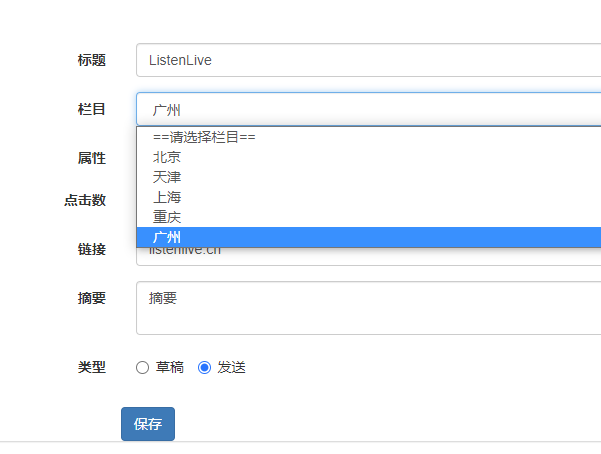 标题 ListenLive
栏目 广州
==请选择栏目==
属性 北京
天津
点击数 上海
重庆
广州
链接 listenlive.cn
摘要 摘要
类型 草稿 发送
保存